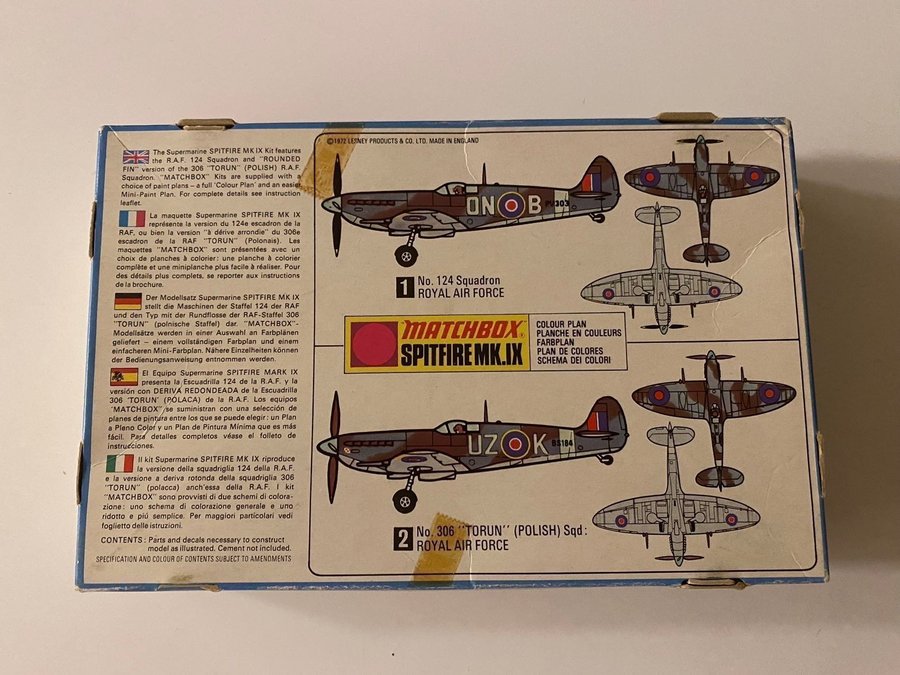 The Supermarine SPITFIRE MK IX Kit features
the R.A.F. 124 Squadron and "ROUNDED
FIN" version of the 306 "TORUN" (POLISH) R.A.F.
Squadron. "MATCHBOX" Kits are supplied with a
choice of paint plans – a full 'Colour Plan' and an easier
Mini-Paint Plan. For complete details see instruction
leaflet.
La maquette Supermarine SPITFIRE MK IX
représente la version du 124e escadron de la
RAF, ou bien la version "à dérive arrondie" du 306e
escadron de la RAF "TORUN" (Polonais). Les
maquettes "MATCHBOX" sont présentées avec un
choix de planches à colorier: une planche à colorier
complète et une miniplanche plus facile à réaliser. Pour
des détails plus complets, se reporter aux instructions
de la brochure.
Der Modellsatz Supermarine SPITFIRE MK IX
stellt die Maschinen der Staffel 124 der RAF
und den Typ mit der Rundflosse der RAF-Staffel 306
"TORUN" (polnische Staffel) dar. "MATCHBOX"-
Modellsätze werden in einer Auswahl an Farbplänen
geliefert – einem vollständigen Farbplan und einem
einfacheren Mini-Farbplan. Nähere Einzelheiten können
der Bedienungsanweisung entnommen werden.
El Equipo Supermarine SPITFIRE MARK IX
presenta la Escuadrilla 124 de la R.A.F. y la
versión con DERIVA REDONDEADA de la Escuadrilla
306 'TORUN' (POLACA) de la R.A.F. Los equipos
'MATCHBOX' se suministran con una selección de
planes de pintura entre los que se puede elegir: un Plan
a Pleno Color y un Plan de Pintura Mínima que es más
fácil. Para detalles completos véase el folleto de
instrucciones.
Il kit Supermarine SPITFIRE MK IX riproduce
la versione della squadriglia 124 della R.A.F.
e la versione a deriva rotonda della squadriglia 306
"TORUN" (polacca) anch'essa della R.A.F. I kit
"MATCHBOX" sono provvisti di due schemi di colora-
zione: uno schema di colorazione generale e uno
ridotto e più semplice. Per maggiori particolari vedi
foglietto delle istruzioni.
CONTENTS: Parts and decals necessary to construct
model as illustrated. Cement not included.
SPECIFICATION AND COLOUR OF CONTENTS SUBJECT TO AMENDMENTS
©1972 LESNEY PRODUCTS & CO. LTD. MADE IN ENGLAND
ON B PV303
1 No. 124 Squadron
ROYAL AIR FORCE
MATCHBOX®
SPITFIRE MK.IX
COLOUR PLAN
PLANCHE EN COULEURS
FARBPLAN
PLAN DE COLORES
SCHEMA DEI COLORI
UZ K BS184
2 No. 306 "TORUN" (POLISH) Sqd:
ROYAL AIR FORCE